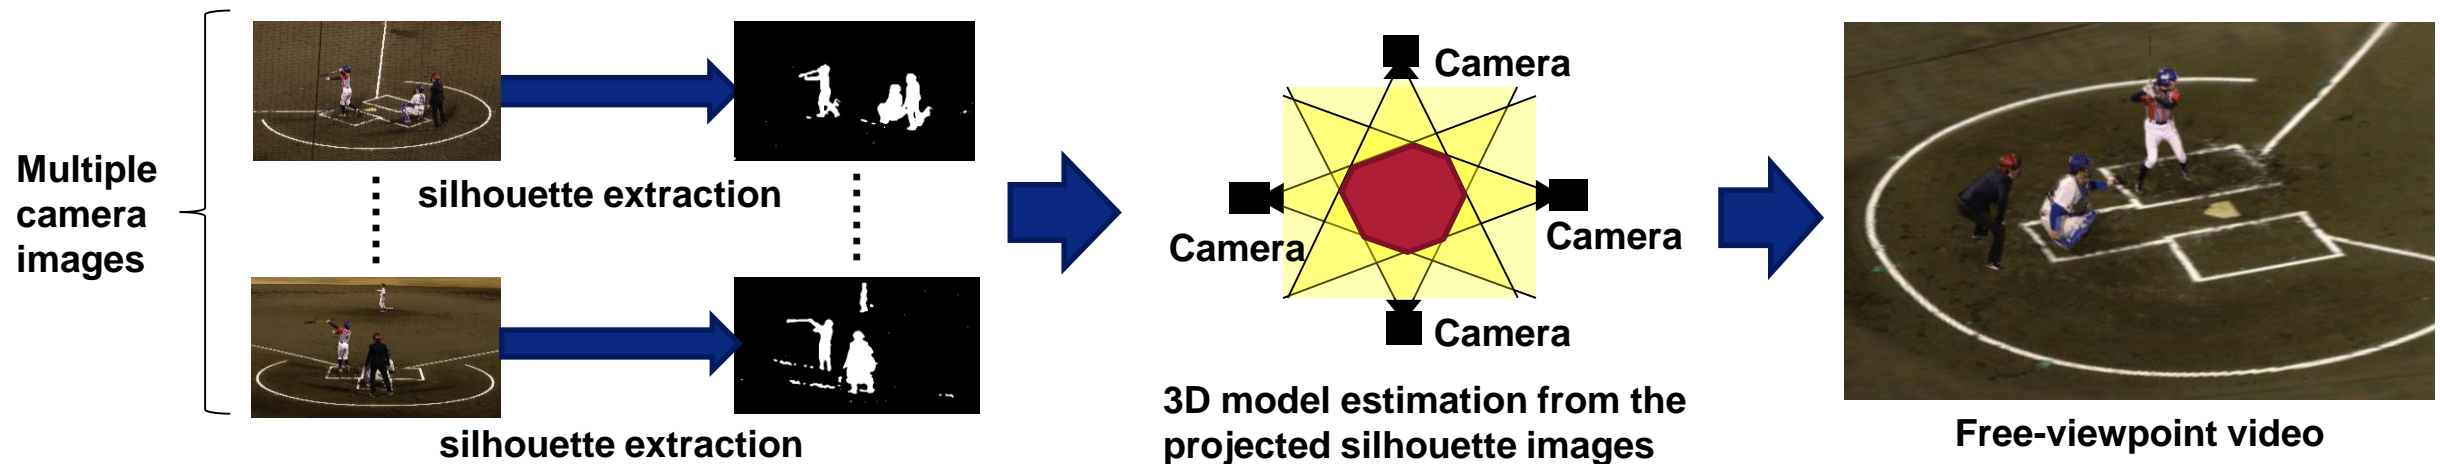 Multiple
camera
images
silhouette extraction
silhouette extraction
Camera
Camera
Camera
Camera
3D model estimation from the
projected silhouette images
Free-viewpoint video